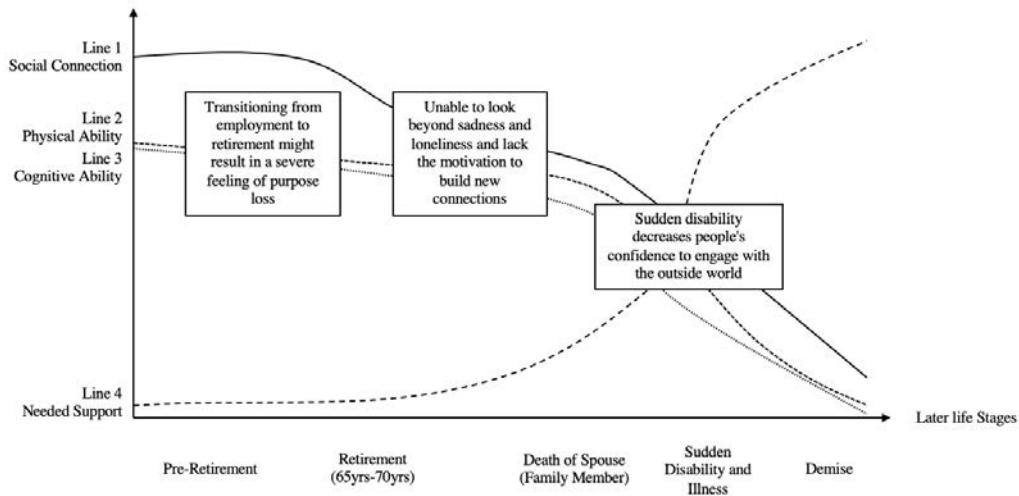 Line 1
Social Connection
Line 2
Physical Ability
Line 3
Cognitive Ability
Transitioning from
employment to
retirement might
result in a severe
feeling of purpose
loss
Unable to look
beyond sadness and
loneliness and lack
the motivation to
build new
connections
Sudden disability
decreases people's
confidence to engage with
the outside world
Line 4
Needed Support
Later life Stages
Pre-Retirement
Retirement
(65yrs-70yrs)
Death of Spouse
(Family Member)
Sudden
Disability and
Illness
Demise